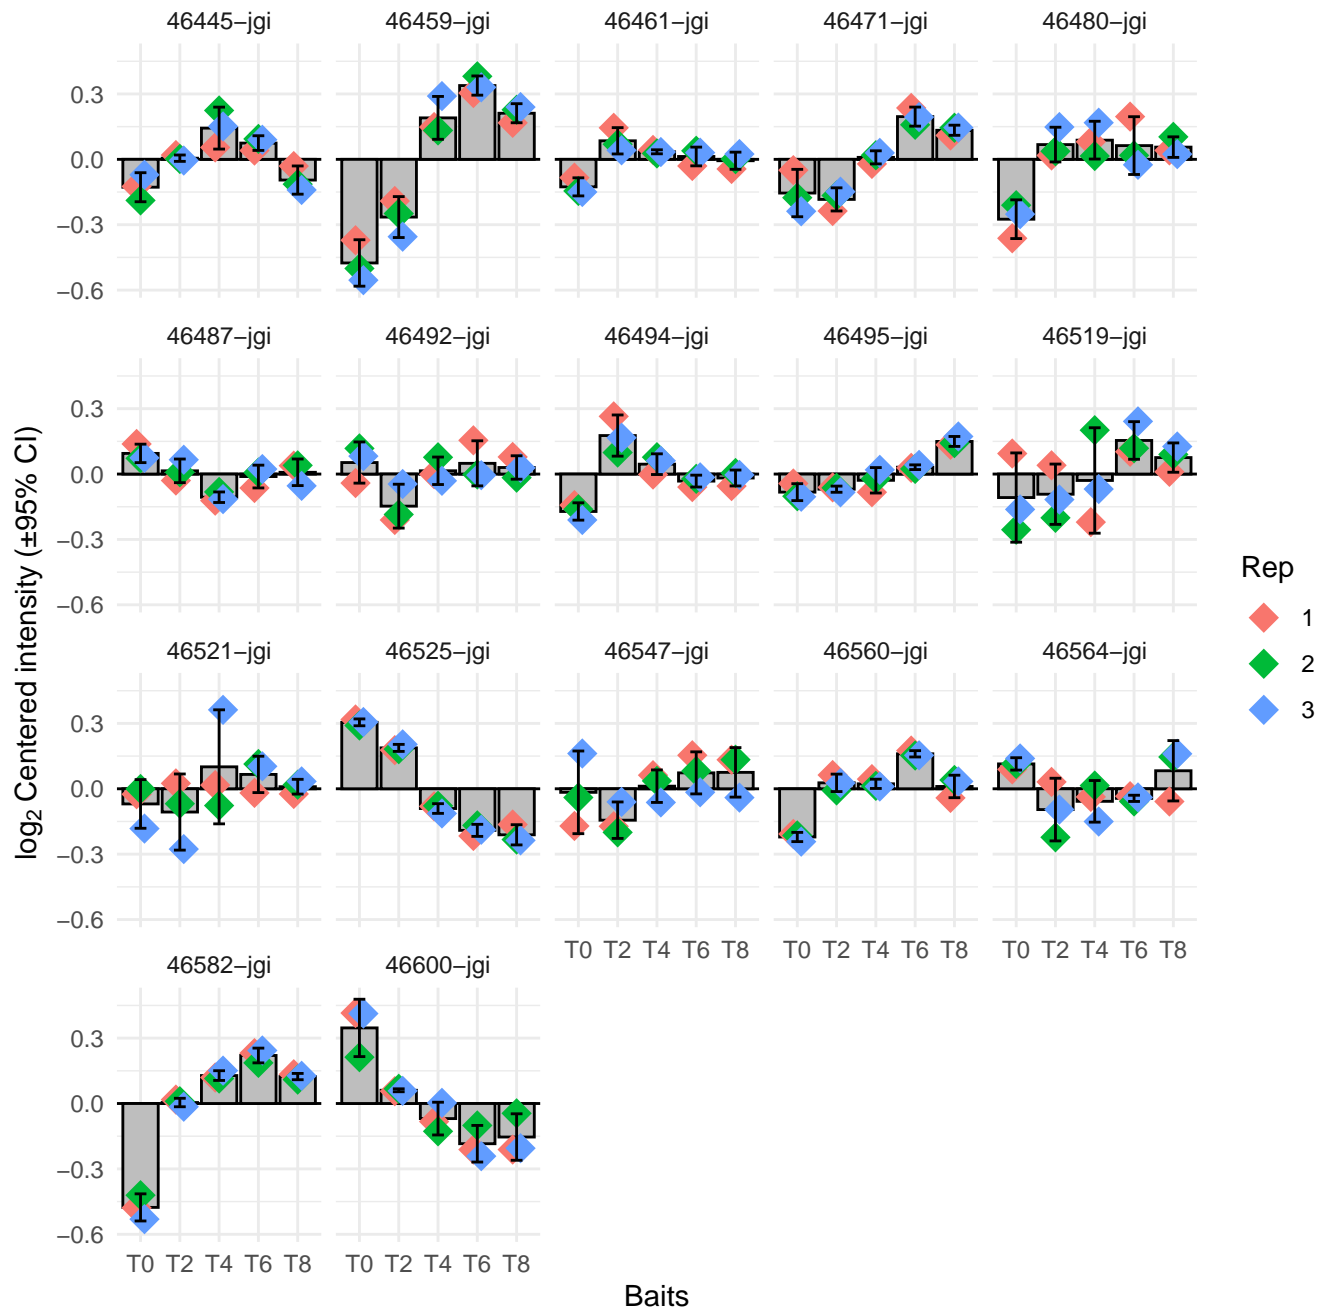 46445−jgi 46459−jgi 46461−jgi 46471−jgi 46480−jgi
0.3
0.0
−0.3
−0.6
46487−jgi 46492−jgi 46494−jgi 46495−jgi 46519−jgi
0.3
0.0
−0.3
−0.6
46521−jgi 46525−jgi 46547−jgi 46560−jgi 46564−jgi
0.3
0.0
−0.3
−0.6
T0 T2 T4 T6 T8 T0 T2 T4 T6 T8 T0 T2 T4 T6 T8
46582−jgi 46600−jgi
0.3
0.0
−0.3
−0.6
T0 T2 T4 T6 T8 T0 T2 T4 T6 T8
Baits
log₂ Centered intensity (±95% CI)
Rep
1
2
3